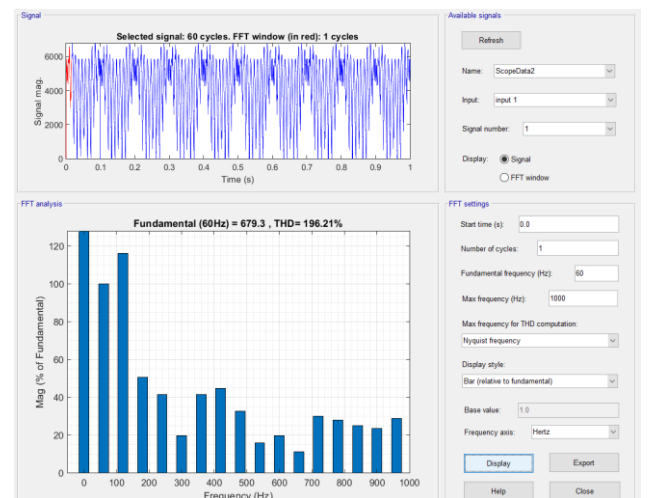 Signal
Selected signal: 60 cycles. FFT window (in red): 1 cycles
6000
4000
2000
0
Signal mag.
0 0.1 0.2 0.3 0.4 0.5 0.6 0.7 0.8 0.9 1
Time (s)
FFT analysis
Fundamental (60Hz) = 679.3 , THD= 196.21%
120
100
80
60
40
20
0
Mag (% of Fundamental)
0 100 200 300 400 500 600 700 800 900 1000
Frequency (Hz)
Available signals
Refresh
Name: ScopeData2
Input: input 1
Signal number: 1
Display: Signal
FFT window
FFT settings
Start time (s): 0.0
Number of cycles: 1
Fundamental frequency (Hz): 60
Max frequency (Hz): 1000
Max frequency for THD computation:
Nyquist frequency
Display style:
Bar (relative to fundamental)
Base value: 1.0
Frequency axis: Hertz
Display Export
Help Close